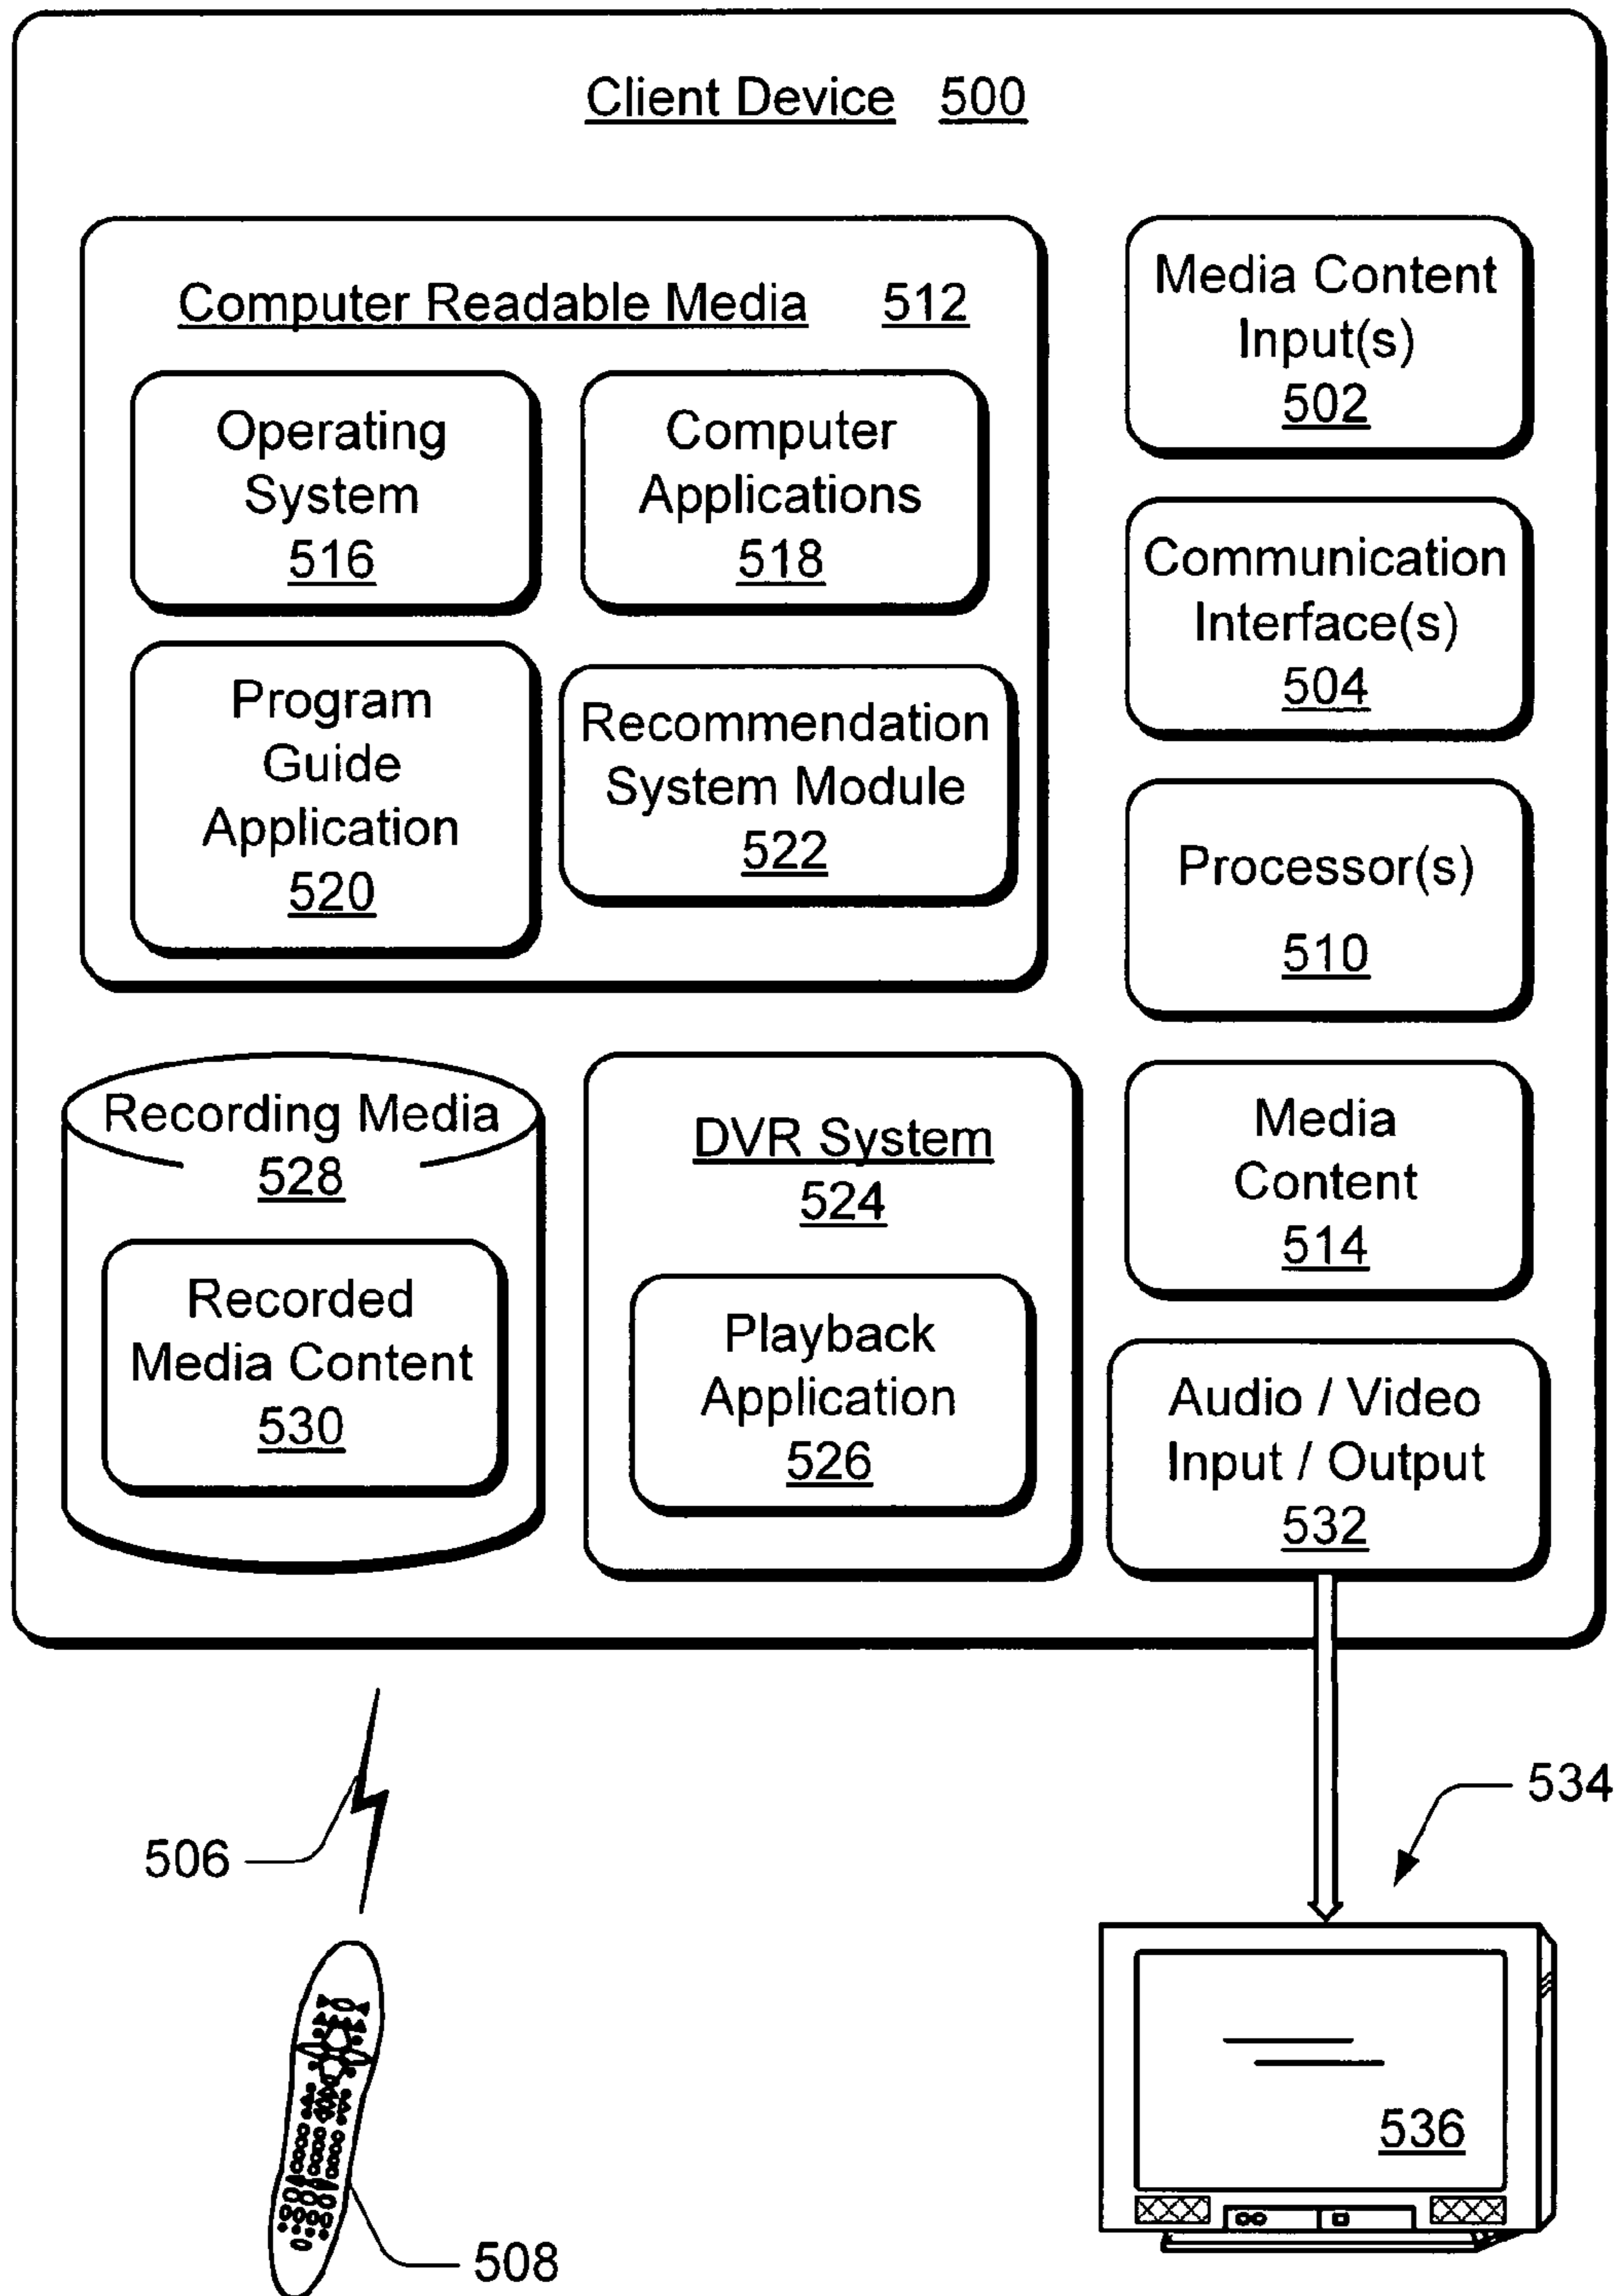 Client Device 500
Computer Readable Media 512
Operating
System
516
Computer
Applications
518
Program
Guide
Application
520
Recommendation
System Module
522
Media Content
Input(s)
502
Communication
Interface(s)
504
Processor(s)
510
Recording Media
528
Recorded
Media Content
530
DVR System
524
Playback
Application
526
Media
Content
514
Audio / Video
Input / Output
532
506
508
534
536